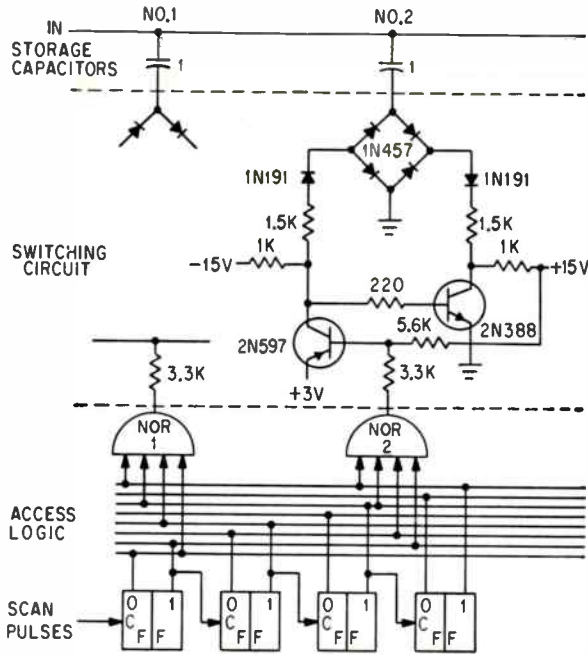 NO.1
NO.2
IN
STORAGE
CAPACITORS
1
1
1N457
1N191
1N191
1.5K
1.5K
SWITCHING
CIRCUIT
1K
1K
-15V
+15V
220
5.6K
2N388
2N597
3.3K
3.3K
+3V
NOR
1
NOR
2
ACCESS
LOGIC
SCAN
PULSES
0 1
C
F F
0 1
C
F F
0 1
C
F F
0 1
C
F F